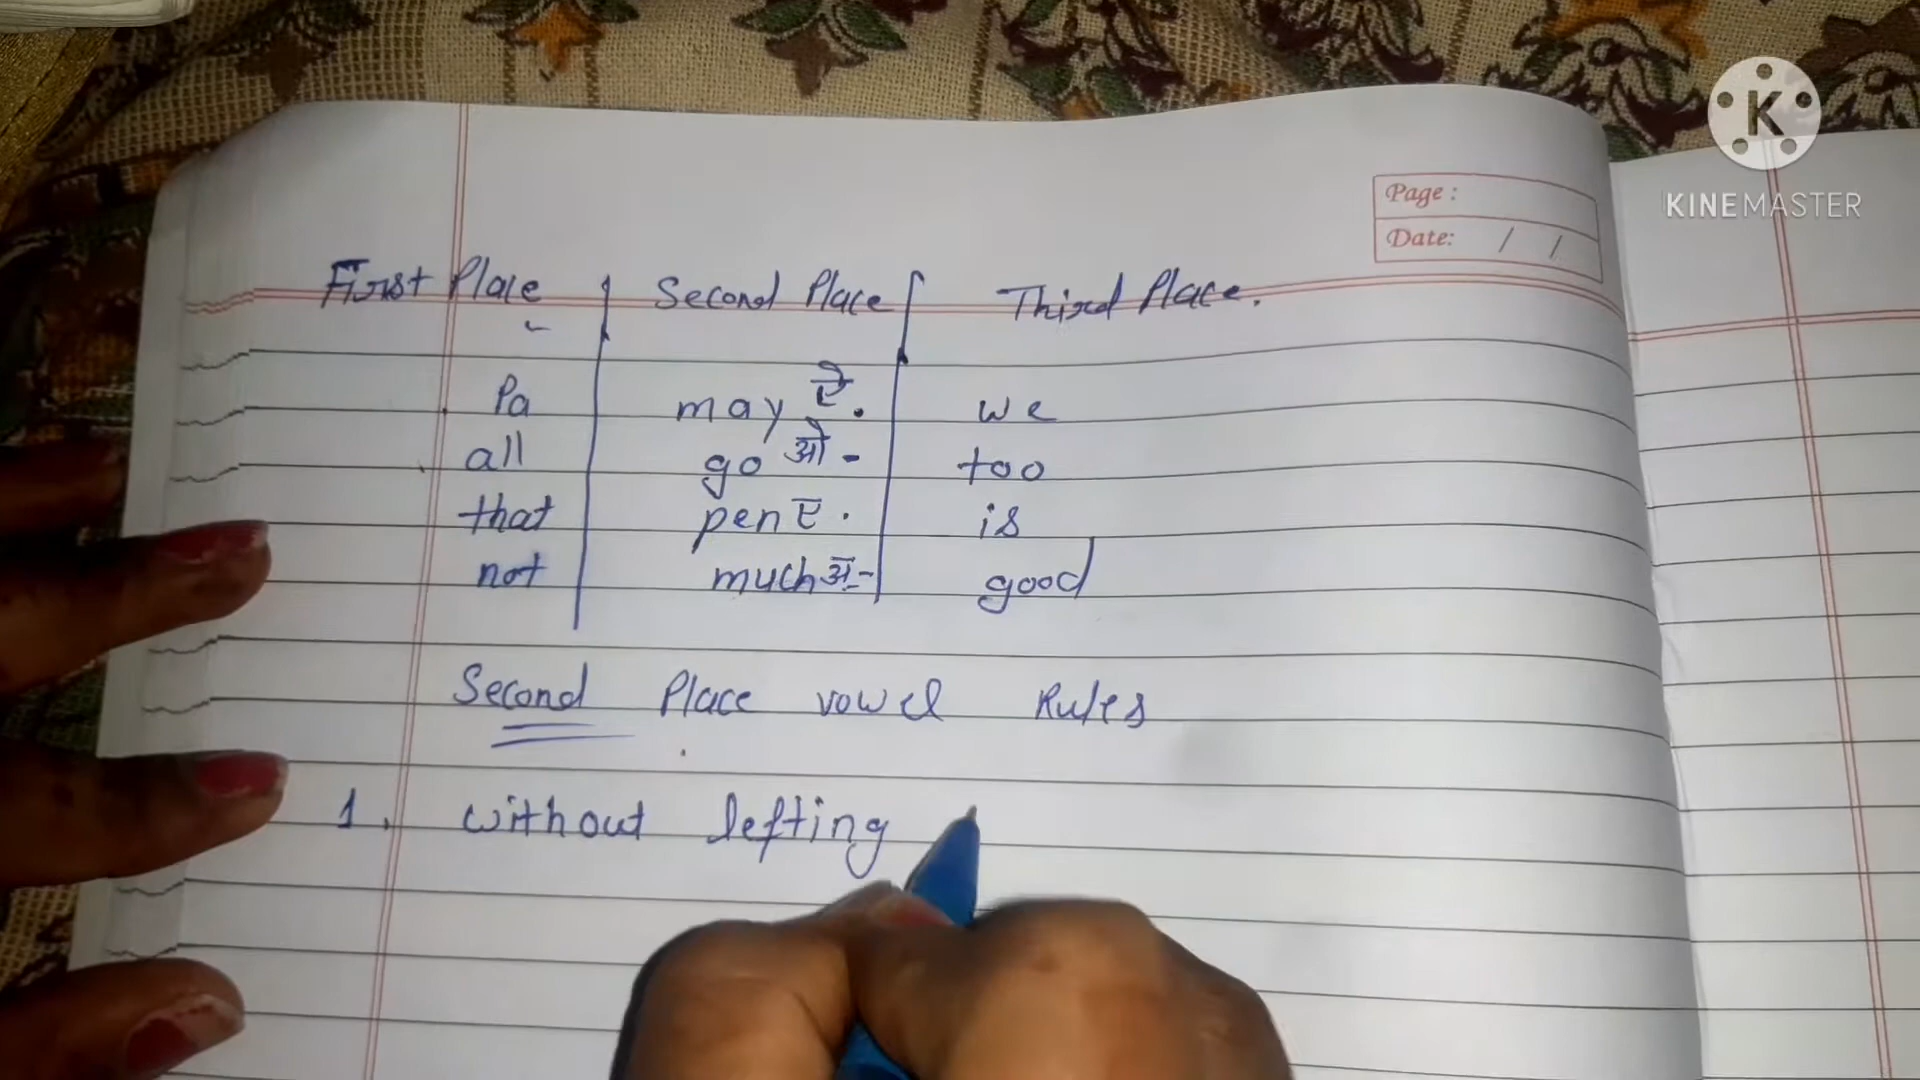 K
KINEMASTER
Page :
Date: / /
First Place | Second Place | Third Place.
Pa may ऐ . we
all go ओ - too
that pen ए . is
not much अ - good
Second Place vowel Rules
1. without lefting